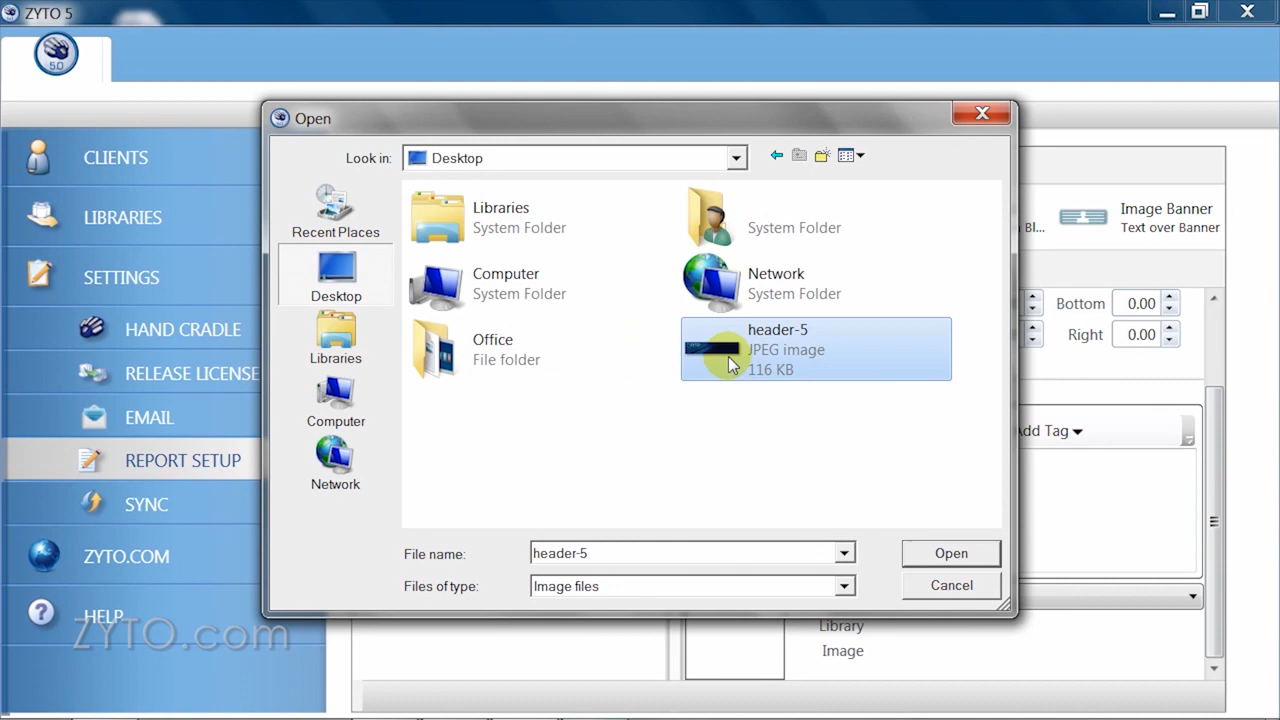 ZYTO 5
5.0
CLIENTS
LIBRARIES
SETTINGS
HAND CRADLE
RELEASE LICENSE
EMAIL
REPORT SETUP
SYNC
ZYTO.COM
HELP
ZYTO.com
Open
Look in:
Desktop
Recent Places
Desktop
Libraries
Computer
Network
Libraries
System Folder
System Folder
Computer
System Folder
Network
System Folder
Office
File folder
header-5
JPEG image
116 KB
File name:
header-5
Open
Files of type:
Image files
Cancel
Image Banner
Bl... Text over Banner
Bottom 0.00
Right 0.00
Add Tag
Library
Image